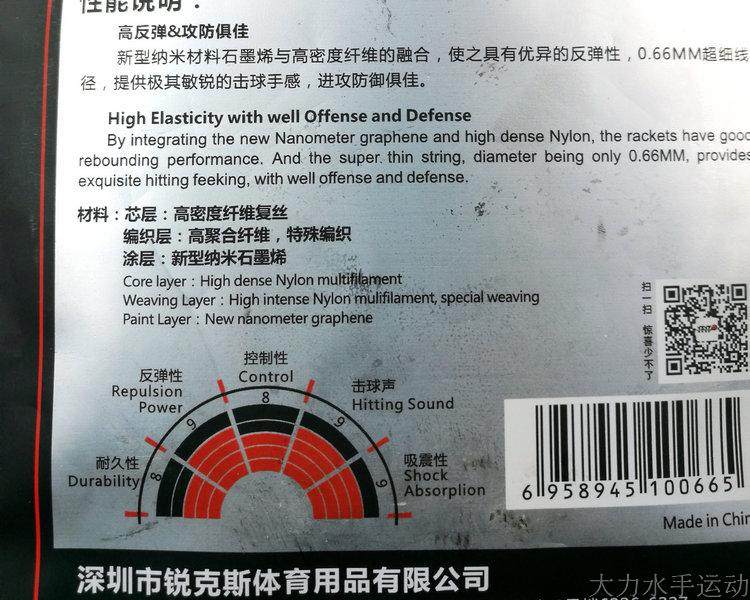 性能说明：
高反弹&攻防俱佳
新型纳米材料石墨烯与高密度纤维的融合，使之具有优异的反弹性，0.66MM超细线
径，提供极其敏锐的击球手感，进攻防御俱佳。
High Elasticity with well Offense and Defense
By integrating the new Nanometer graphene and high dense Nylon, the rackets have good
rebounding performance. And the super thin string, diameter being only 0.66MM, provides
exquisite hitting feeking, with well offense and defense.
材料：芯层：高密度纤维复丝
编织层：高聚合纤维，特殊编织
涂层：新型纳米石墨烯
Core layer：High dense Nylon multifilament
Weaving Layer：High intense Nylon mulifilament, special weaving
Paint Layer：New nanometer graphene
扫一扫 惊喜少不了
控制性
Control
8
反弹性
Repulsion
Power
9
击球声
Hitting Sound
9
耐久性
Durability
8
吸震性
Shock
Absorplion
9
6 958945 100665
Made in Chin
深圳市锐克斯体育用品有限公司
大力水手运动